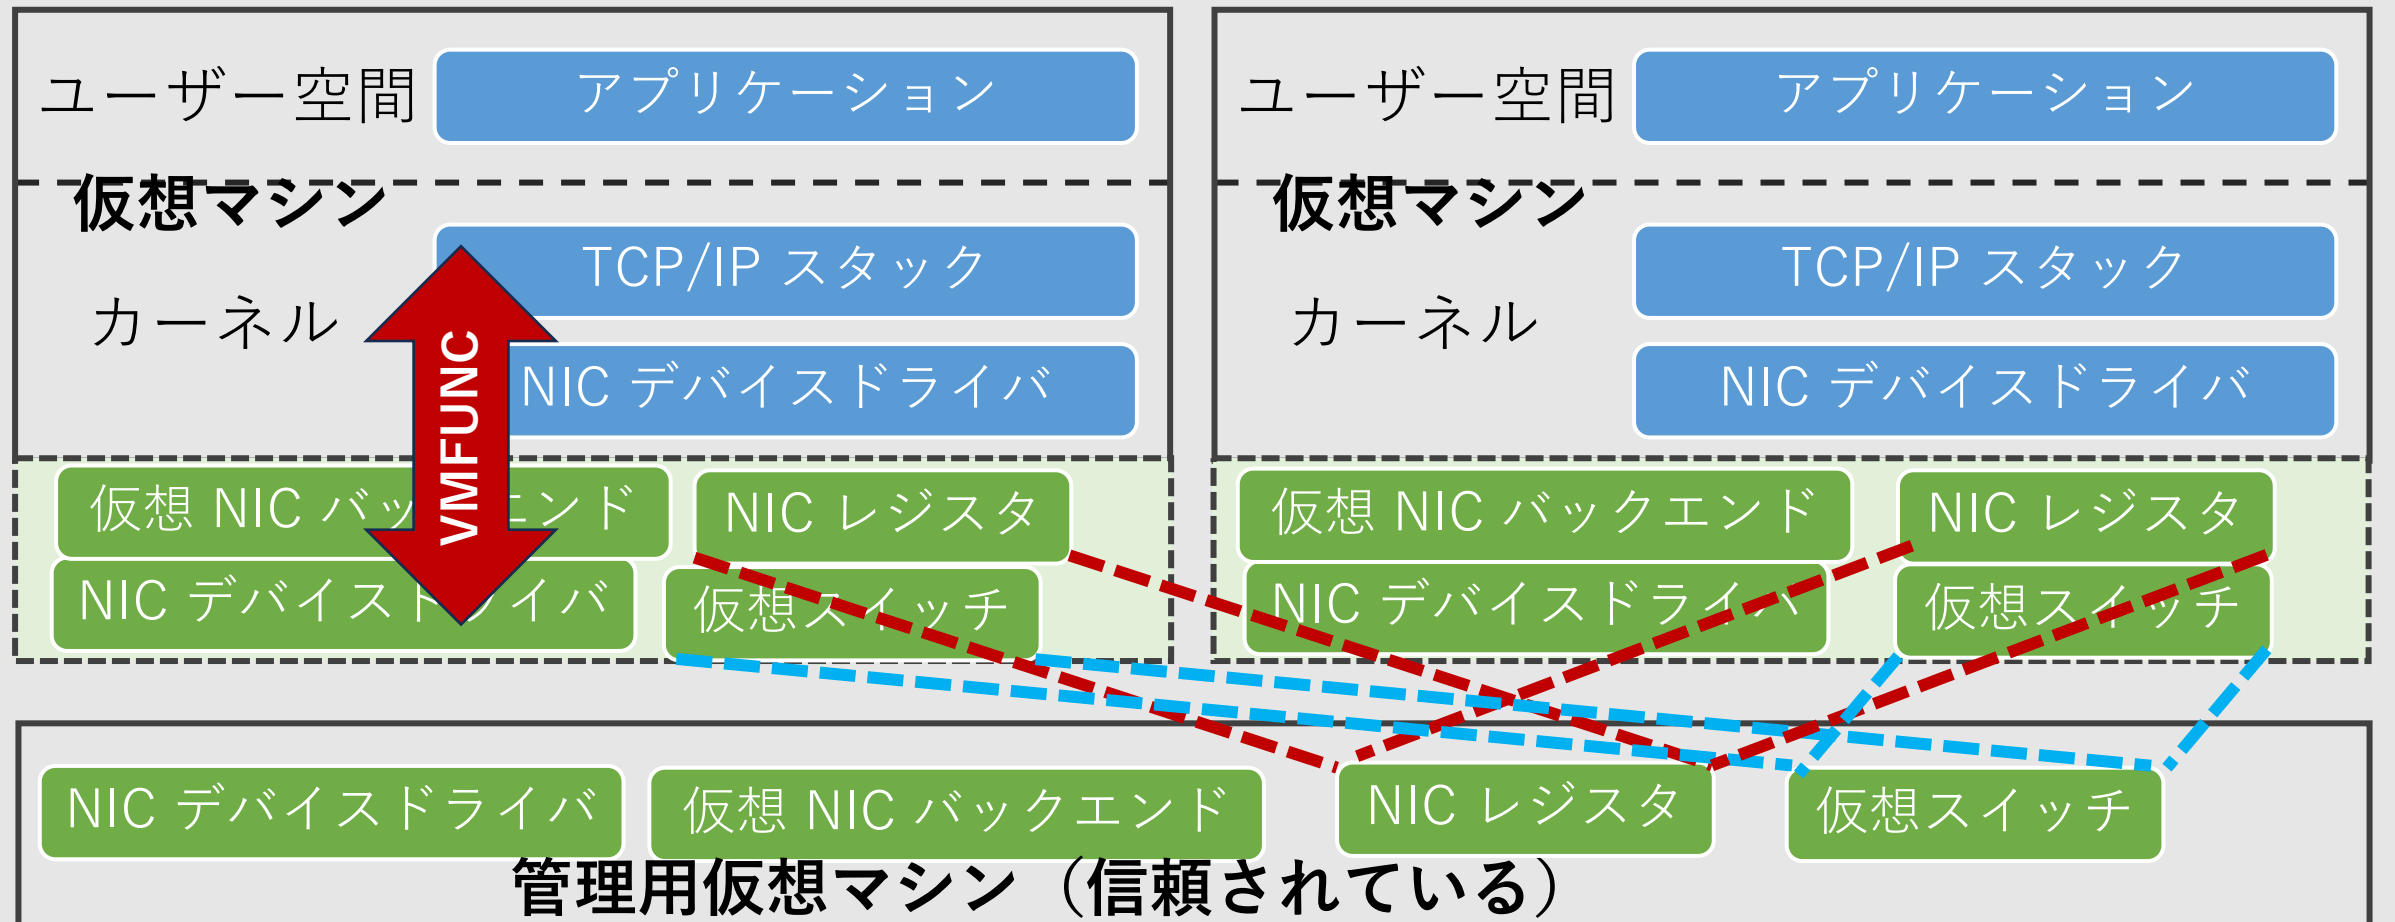 ユーザー空間
アプリケーション
仮想マシン
TCP/IP スタック
カーネル
NIC デバイスドライバ
VMFUNC
仮想 NIC バックエンド
NIC レジスタ
NIC デバイスドライバ
仮想スイッチ
ユーザー空間
アプリケーション
仮想マシン
TCP/IP スタック
カーネル
NIC デバイスドライバ
仮想 NIC バックエンド
NIC レジスタ
NIC デバイスドライバ
仮想スイッチ
NIC デバイスドライバ
仮想 NIC バックエンド
NIC レジスタ
仮想スイッチ
管理用仮想マシン（信頼されている）